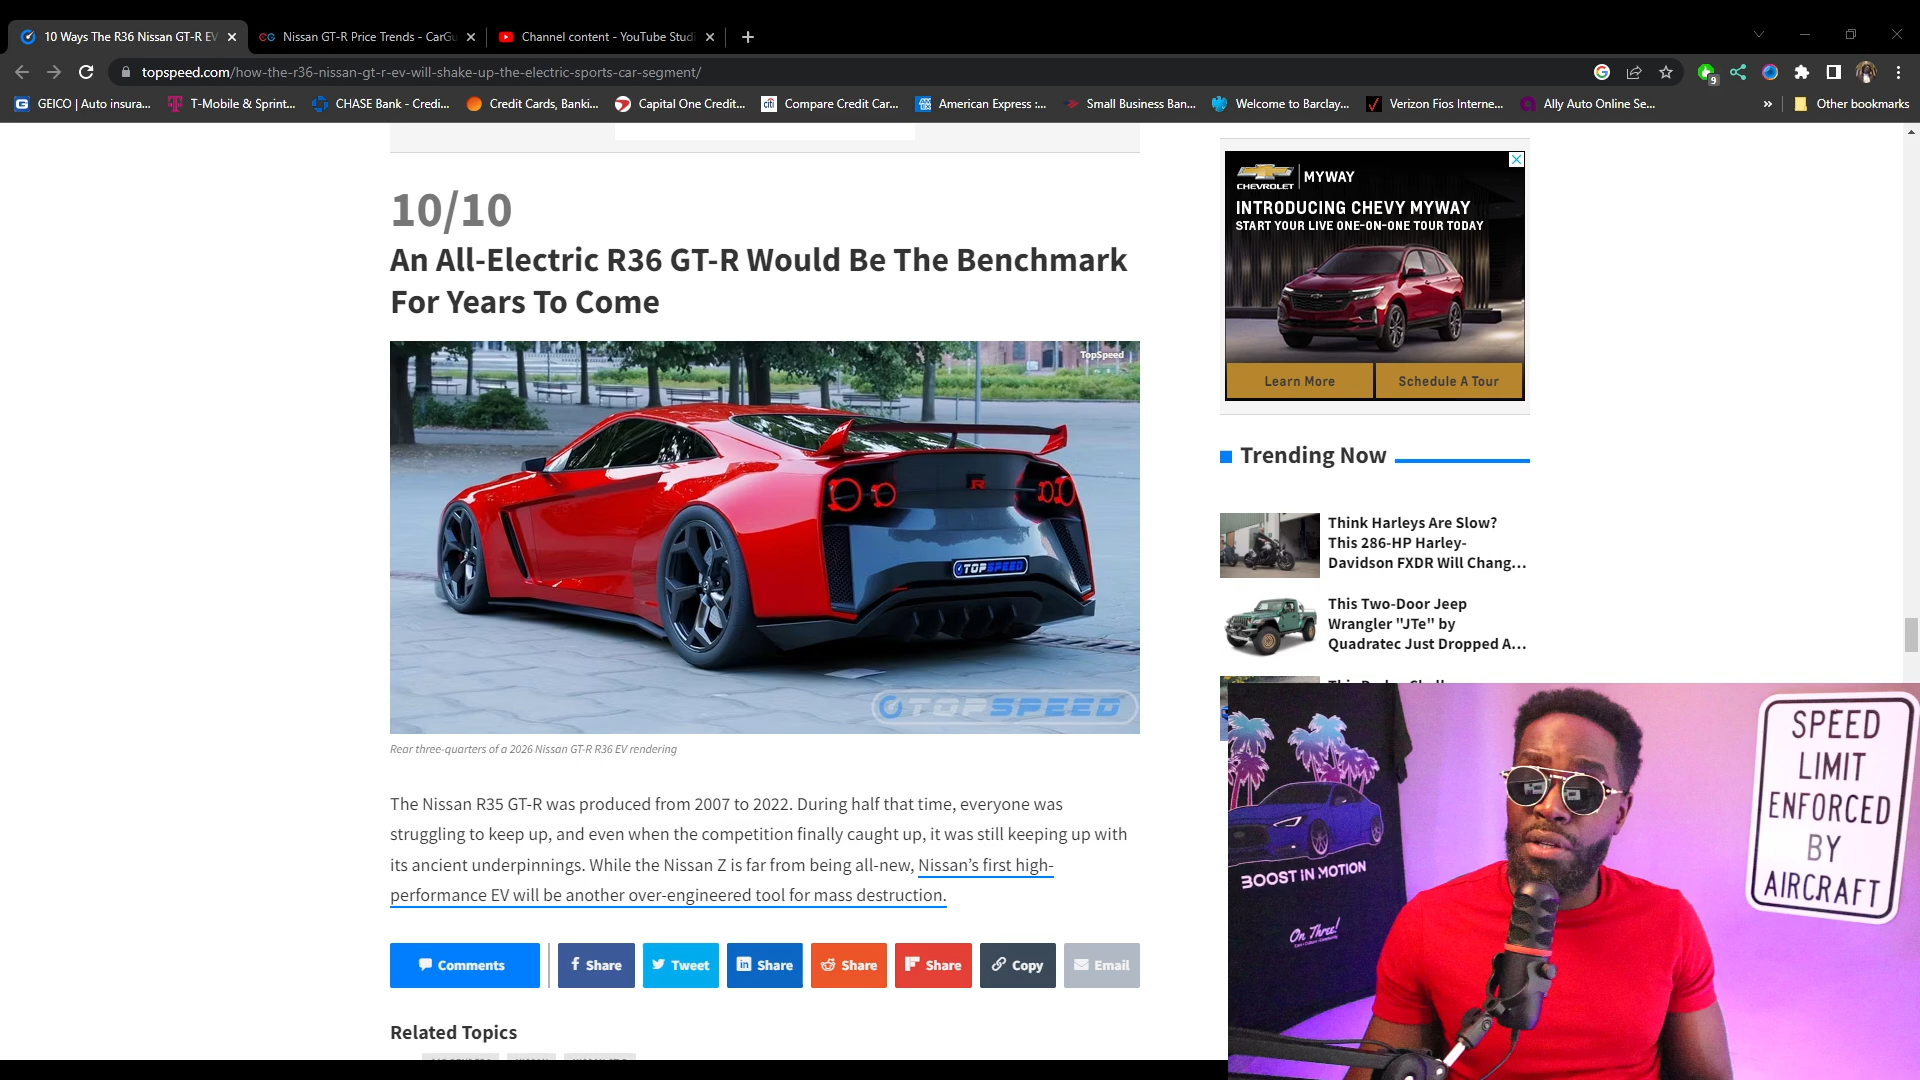 10 Ways The R36 Nissan GT-R EV
Nissan GT-R Price Trends - CarGu
Channel content - YouTube Studi
topspeed.com/how-the-r36-nissan-gt-r-ev-will-shake-up-the-electric-sports-car-segment/
9
GEICO | Auto insura...
T-Mobile & Sprint...
CHASE Bank - Credi...
Credit Cards, Banki...
Capital One Credit...
citi
Compare Credit Car...
American Express :...
Small Business Ban...
Welcome to Barclay...
Verizon Fios Interne...
Ally Auto Online Se...
»
Other bookmarks
10/10
An All-Electric R36 GT-R Would Be The Benchmark
For Years To Come
TopSpeed
R
TOPSPEED
TOPSPEED
Rear three-quarters of a 2026 Nissan GT-R R36 EV rendering
The Nissan R35 GT-R was produced from 2007 to 2022. During half that time, everyone was
struggling to keep up, and even when the competition finally caught up, it was still keeping up with
its ancient underpinnings. While the Nissan Z is far from being all-new, Nissan's first high-
performance EV will be another over-engineered tool for mass destruction.
Comments
Share
Tweet
Share
Share
Share
Copy
Email
Related Topics
CHEVROLET
MYWAY
INTRODUCING CHEVY MYWAY
START YOUR LIVE ONE-ON-ONE TOUR TODAY
Learn More
Schedule A Tour
Trending Now
Think Harleys Are Slow?
This 286-HP Harley-
Davidson FXDR Will Chang...
This Two-Door Jeep
Wrangler "JTe" by
Quadratec Just Dropped A...
BOOST IN MOTION
On Three!
SPEED
LIMIT
ENFORCED
BY
AIRCRAFT